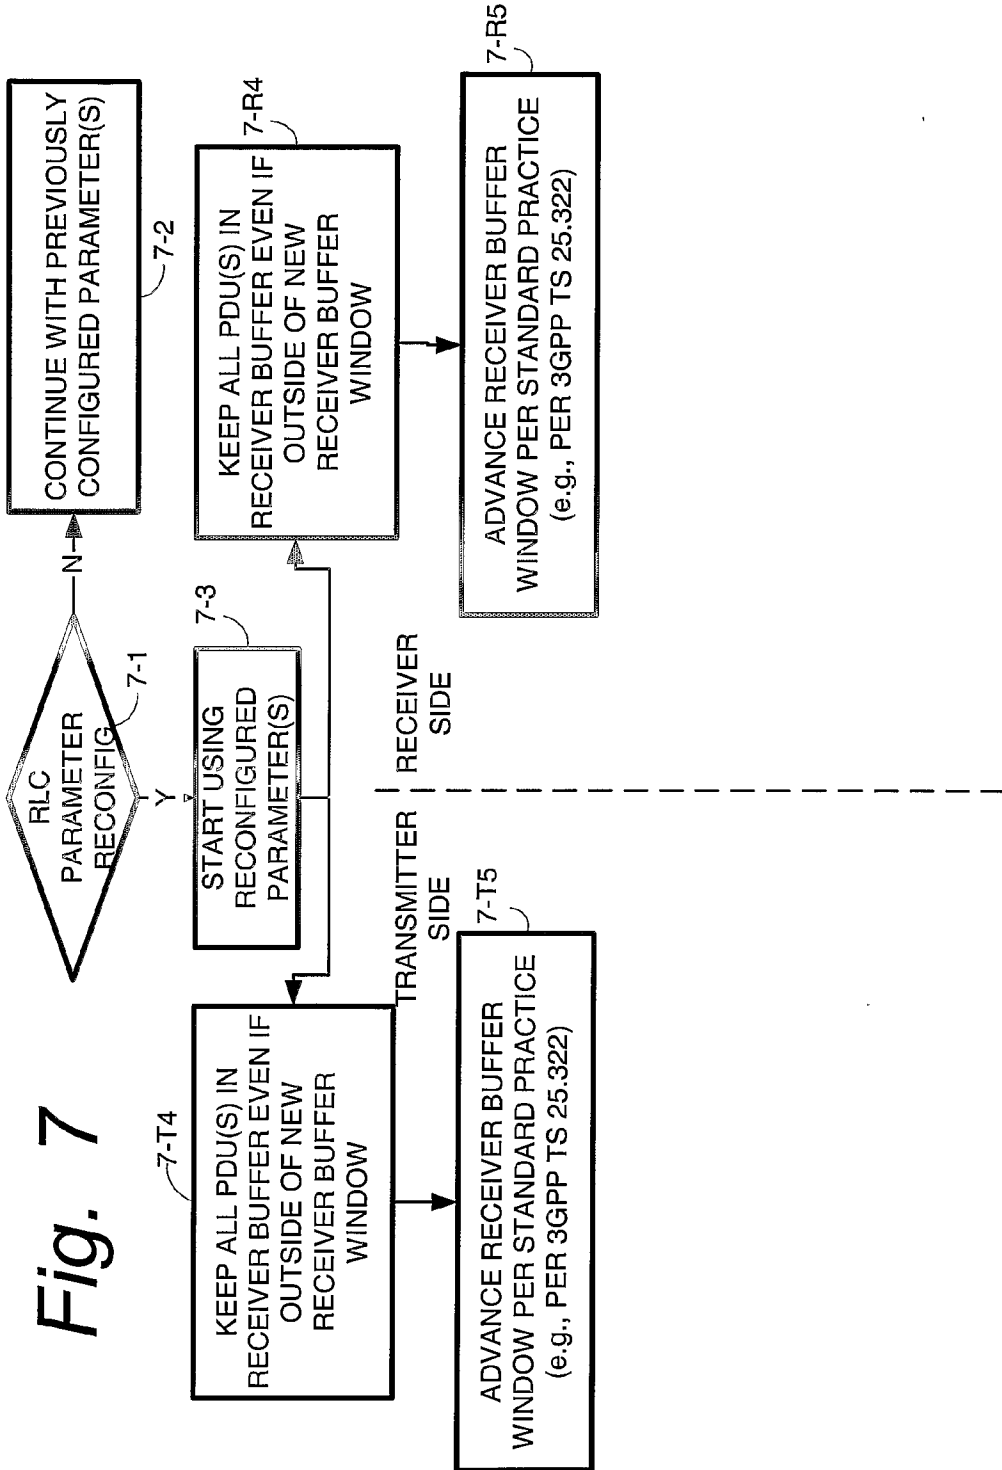 Fig. 7
RLC
PARAMETER
RECONFIG
7-1
N
CONTINUE WITH PREVIOUSLY
CONFIGURED PARAMETER(S)
7-2
Y
START USING
RECONFIGURED
PARAMETER(S)
7-3
7-T4
KEEP ALL PDU(S) IN
RECEIVER BUFFER EVEN IF
OUTSIDE OF NEW
RECEIVER BUFFER
WINDOW
KEEP ALL PDU(S) IN
RECEIVER BUFFER EVEN IF
OUTSIDE OF NEW
RECEIVER BUFFER
WINDOW
7-R4
TRANSMITTER
SIDE
RECEIVER
SIDE
7-T5
ADVANCE RECEIVER BUFFER
WINDOW PER STANDARD PRACTICE
(e.g., PER 3GPP TS 25.322)
7-R5
ADVANCE RECEIVER BUFFER
WINDOW PER STANDARD PRACTICE
(e.g., PER 3GPP TS 25.322)